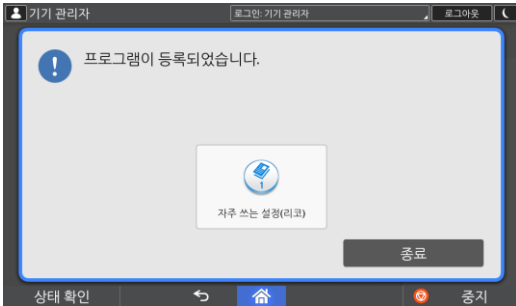 기기 관리자
로그인: 기기 관리자
로그아웃
프로그램이 등록되었습니다.
1
자주 쓰는 설정(리코)
종료
상태 확인
중지